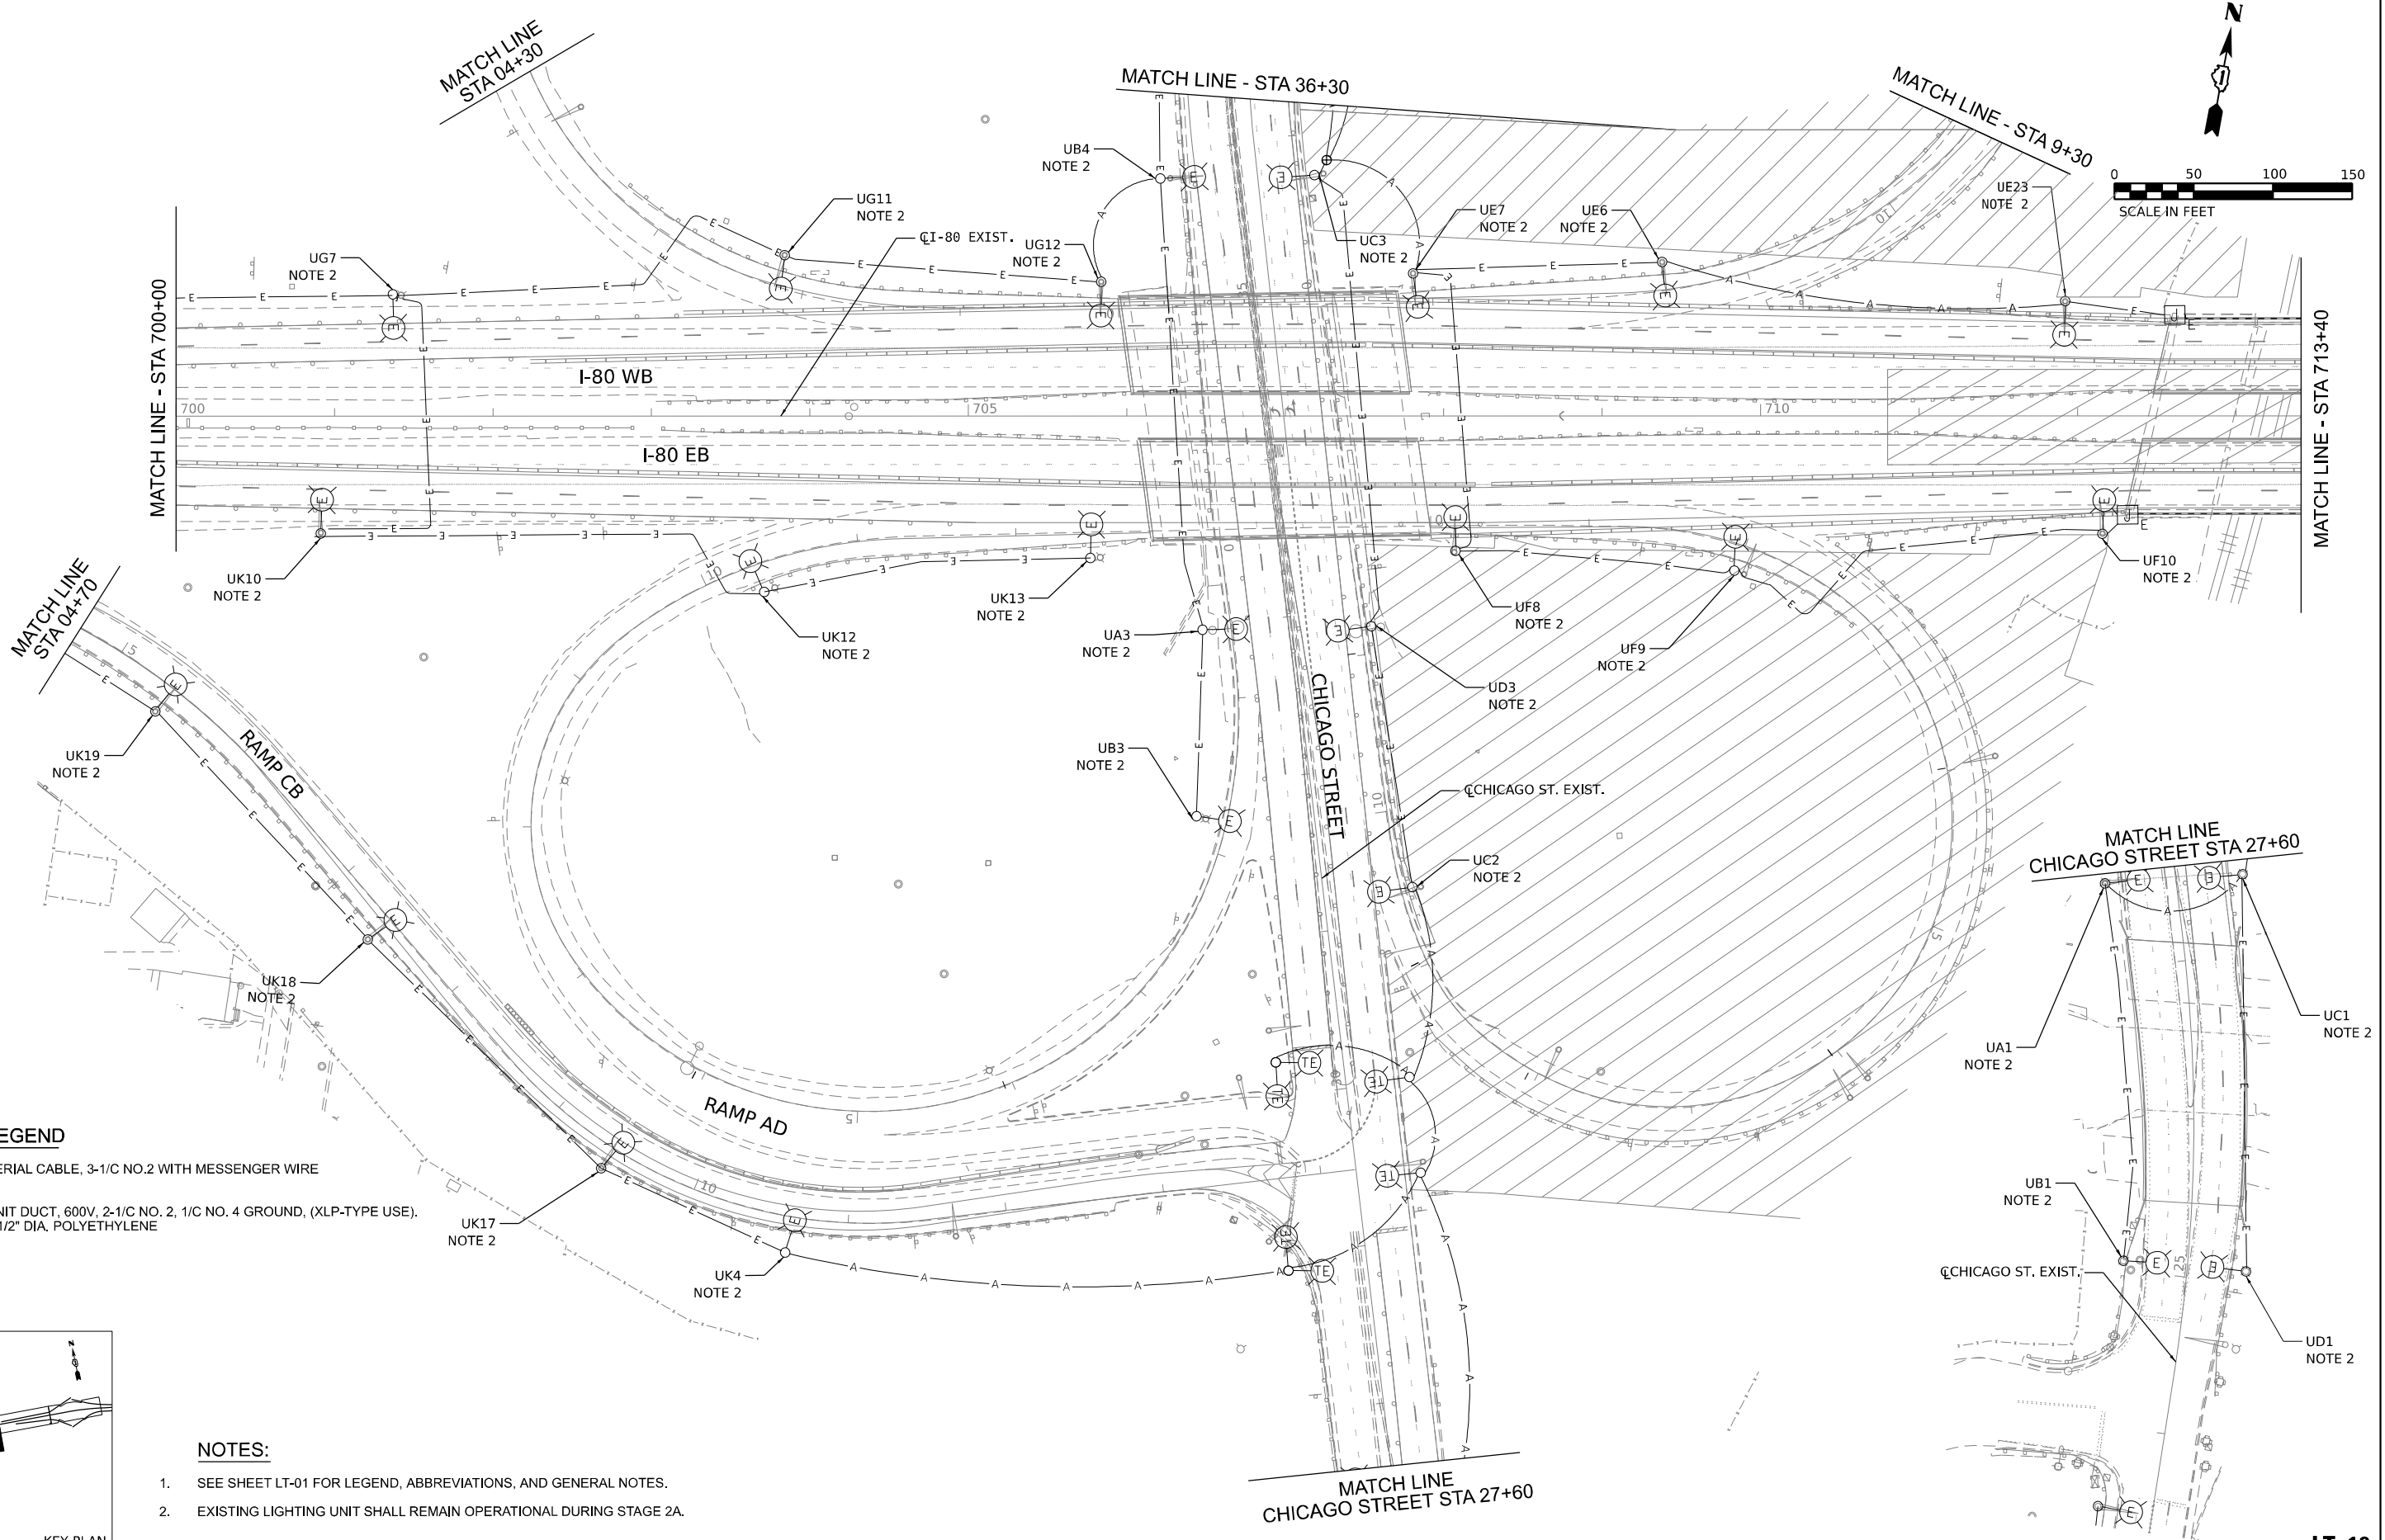 MATCH LINE
STA 04+30
MATCH LINE - STA 36+30
MATCH LINE - STA 9+30
N
0 50 100 150
SCALE IN FEET
UB4
NOTE 2
UG11
NOTE 2
℄I-80 EXIST.
UG12
NOTE 2
UG7
NOTE 2
UC3
NOTE 2
UE7
NOTE 2
UE6
NOTE 2
UE23
NOTE 2
MATCH LINE - STA 700+00
MATCH LINE - STA 713+40
I-80 WB
700
705
710
I-80 EB
UK10
NOTE 2
UK12
NOTE 2
UK13
NOTE 2
UA3
NOTE 2
UF8
NOTE 2
UF9
NOTE 2
UF10
NOTE 2
UD3
NOTE 2
MATCH LINE
STA 04+70
UK19
NOTE 2
RAMP CB
UB3
NOTE 2
CHICAGO STREET
℄CHICAGO ST. EXIST.
UC2
NOTE 2
UK18
NOTE 2
RAMP AD
UK17
NOTE 2
UK4
NOTE 2
MATCH LINE
CHICAGO STREET STA 27+60
UA1
NOTE 2
UC1
NOTE 2
UB1
NOTE 2
℄CHICAGO ST. EXIST.
UD1
NOTE 2
MATCH LINE
CHICAGO STREET STA 27+60
EGEND
ERIAL CABLE, 3-1/C NO.2 WITH MESSENGER WIRE
NIT DUCT, 600V, 2-1/C NO. 2, 1/C NO. 4 GROUND, (XLP-TYPE USE).
1/2" DIA. POLYETHYLENE
NOTES:
1. SEE SHEET LT-01 FOR LEGEND, ABBREVIATIONS, AND GENERAL NOTES.
2. EXISTING LIGHTING UNIT SHALL REMAIN OPERATIONAL DURING STAGE 2A.
KEY PLAN